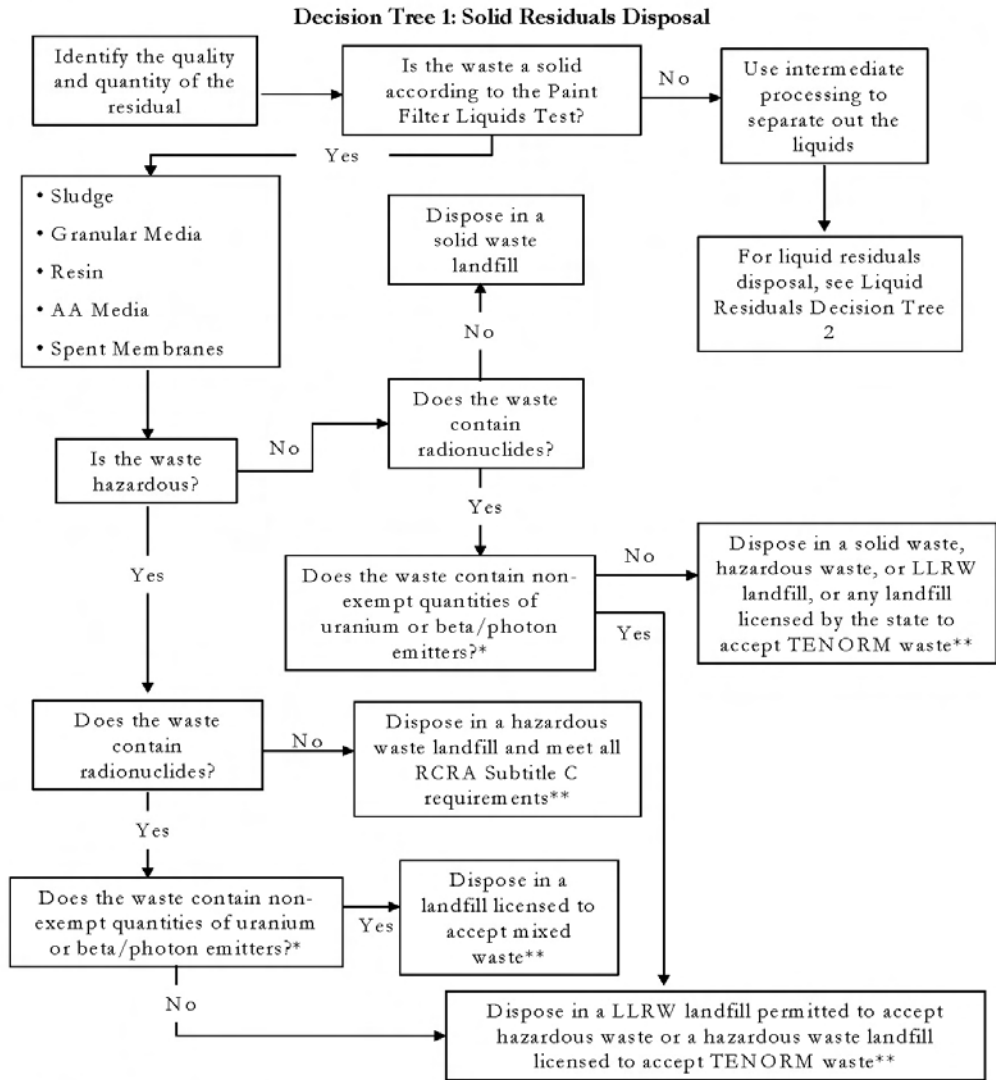 Decision Tree 1: Solid Residuals Disposal
Identify the quality
and quantity of the
residual
Is the waste a solid
according to the Paint
Filter Liquids Test?
No
Use intermediate
processing to
separate out the
liquids
Yes
• Sludge
• Granular Media
• Resin
• AA Media
• Spent Membranes
Dispose in a
solid waste
landfill
For liquid residuals
disposal, see Liquid
Residuals Decision Tree
2
No
Does the waste
contain
radionuclides?
Is the waste
hazardous?
No
Yes
Yes
Does the waste contain non-
exempt quantities of
uranium or beta/photon
emitters?*
No
Yes
Dispose in a solid waste,
hazardous waste, or LLRW
landfill, or any landfill
licensed by the state to
accept TENORM waste**
Does the waste
contain
radionuclides?
No
Dispose in a hazardous
waste landfill and meet all
RCRA Subtitle C
requirements**
Yes
Does the waste contain non-
exempt quantities of uranium
or beta/photon emitters?*
Yes
Dispose in a
landfill licensed to
accept mixed
waste**
No
Dispose in a LLRW landfill permitted to accept
hazardous waste or a hazardous waste landfill
licensed to accept TENORM waste**